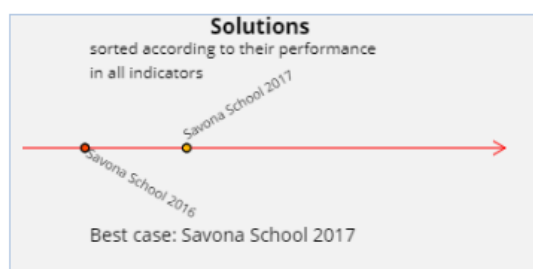 Solutions
sorted according to their performance
in all indicators
Savona School 2017
Savona School 2016
Best case: Savona School 2017